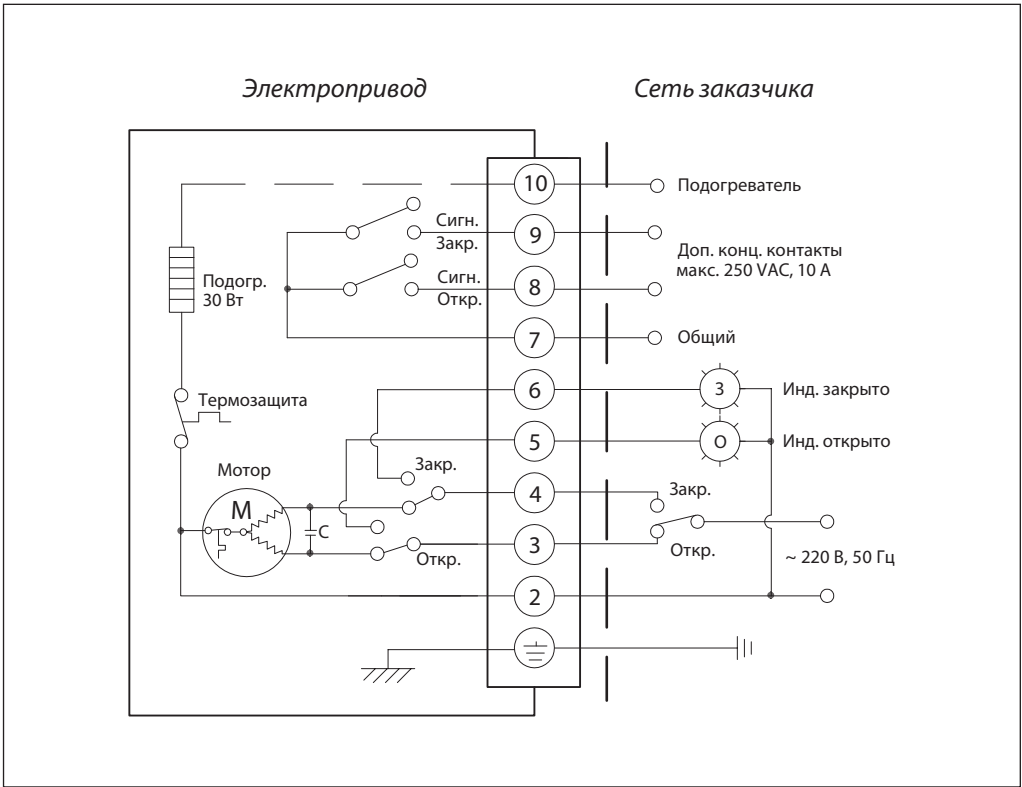 Электропривод
Сеть заказчика
10
Подогреватель
Сигн.
Закр.
9
Доп. конц. контакты
макс. 250 VAC, 10 А
Подогр.
30 Вт
Сигн.
Откр.
8
7
Общий
6
З
Инд. закрыто
Термозащита
5
О
Инд. открыто
Мотор
Закр.
4
Закр.
М
С
3
Откр.
Откр.
~ 220 В, 50 Гц
2